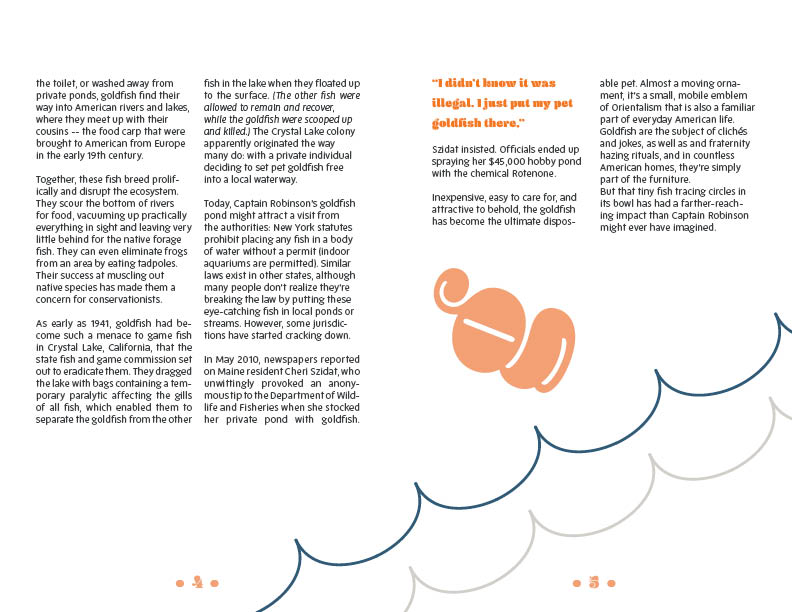 the toilet, or washed away from
private ponds, goldfish find their
way into American rivers and lakes,
where they meet up with their
cousins -- the food carp that were
brought to American from Europe
in the early 19th century.
Together, these fish breed prolif-
ically and disrupt the ecosystem.
They scour the bottom of rivers
for food, vacuuming up practically
everything in sight and leaving very
little behind for the native forage
fish. They can even eliminate frogs
from an area by eating tadpoles.
Their success at muscling out
native species has made them a
concern for conservationists.
As early as 1941, goldfish had be-
come such a menace to game fish
in Crystal Lake, California, that the
state fish and game commission set
out to eradicate them. They dragged
the lake with bags containing a tem-
porary paralytic affecting the gills
of all fish, which enabled them to
separate the goldfish from the other
fish in the lake when they floated up
to the surface. (The other fish were
allowed to remain and recover,
while the goldfish were scooped up
and killed.) The Crystal Lake colony
apparently originated the way
many do: with a private individual
deciding to set pet goldfish free
into a local waterway.
Today, Captain Robinson's goldfish
pond might attract a visit from
the authorities: New York statutes
prohibit placing any fish in a body
of water without a permit (indoor
aquariums are permitted). Similar
laws exist in other states, although
many people don't realize they're
breaking the law by putting these
eye-catching fish in local ponds or
streams. However, some jurisdic-
tions have started cracking down.
In May 2010, newspapers reported
on Maine resident Cheri Szidat, who
unwittingly provoked an anony-
mous tip to the Department of Wild-
life and Fisheries when she stocked
her private pond with goldfish.
4
"I didn't know it was
illegal. I just put my pet
goldfish there."
Szidat insisted. Officials ended up
spraying her $45,000 hobby pond
with the chemical Rotenone.
Inexpensive, easy to care for, and
attractive to behold, the goldfish
has become the ultimate dispos-
able pet. Almost a moving orna-
ment, it's a small, mobile emblem
of Orientalism that is also a familiar
part of everyday American life.
Goldfish are the subject of clichés
and jokes, as well as and fraternity
hazing rituals, and in countless
American homes, they're simply
part of the furniture.
But that tiny fish tracing circles in
its bowl has had a farther-reach-
ing impact than Captain Robinson
might ever have imagined.
5